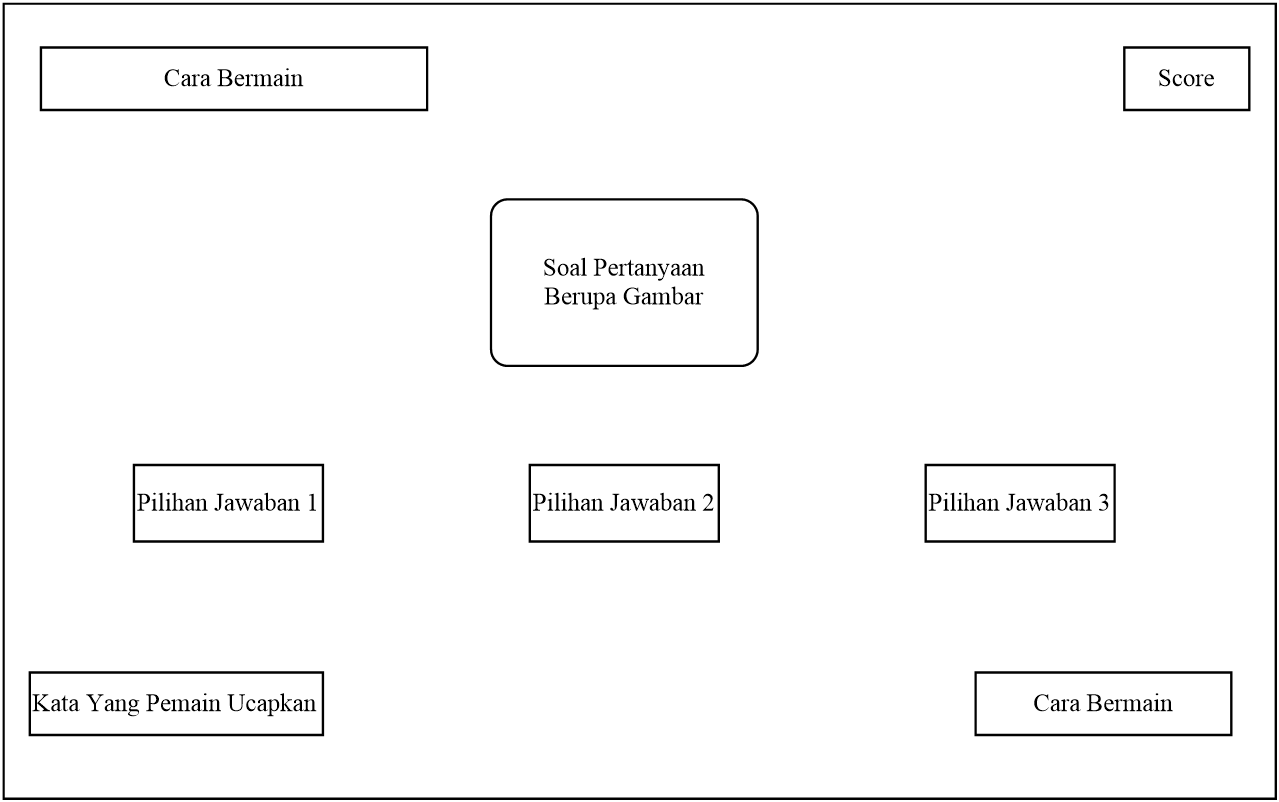 Cara Bermain
Score
Soal Pertanyaan
Berupa Gambar
Pilihan Jawaban 1
Pilihan Jawaban 2
Pilihan Jawaban 3
Kata Yang Pemain Ucapkan
Cara Bermain